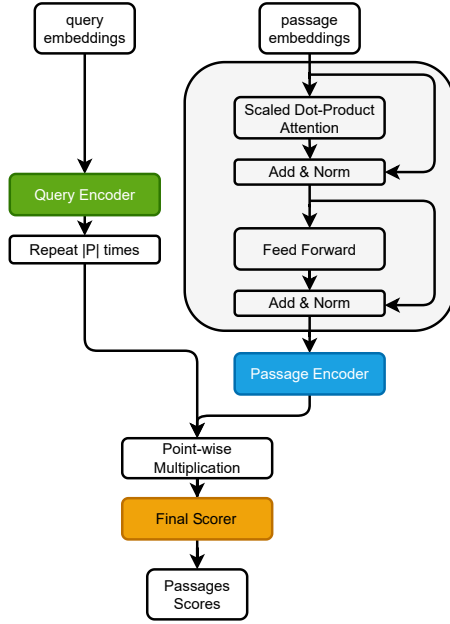 query
embeddings
passage
embeddings
Scaled Dot-Product
Attention
Add & Norm
Query Encoder
Repeat |P| times
Feed Forward
Add & Norm
Passage Encoder
Point-wise
Multiplication
Final Scorer
Passages
Scores